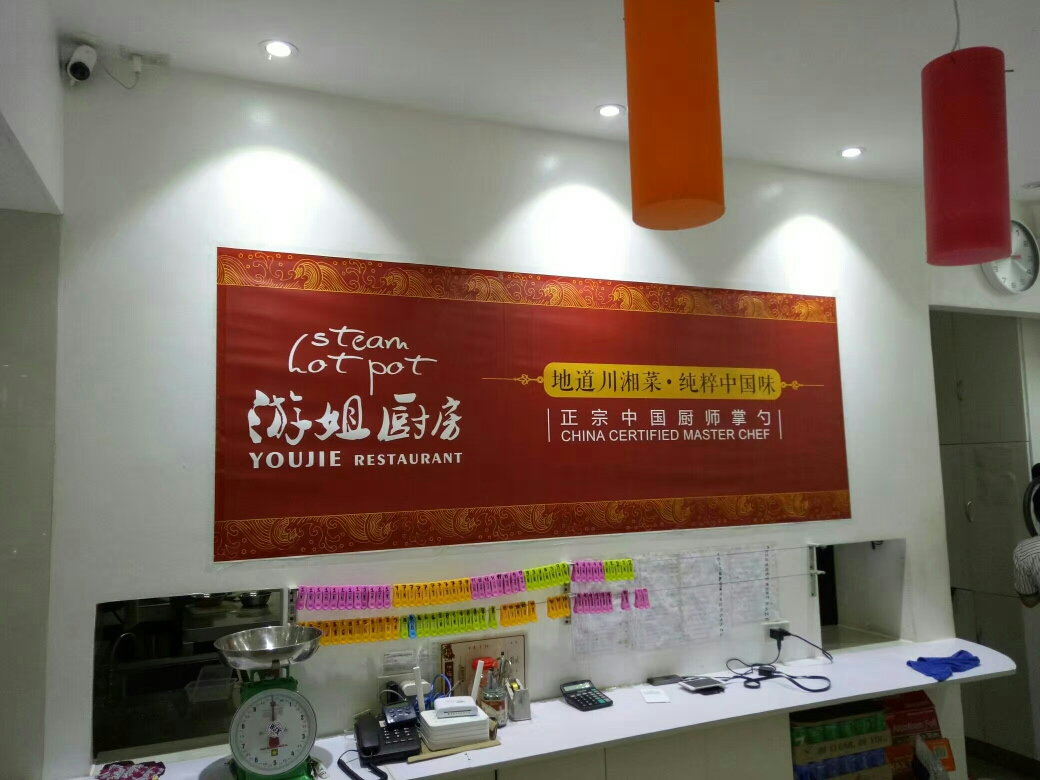 steam
hot pot
游姐厨房
YOUJIE RESTAURANT
地道川湘菜·纯粹中国味
正宗中国厨师掌勺
CHINA CERTIFIED MASTER CHEF